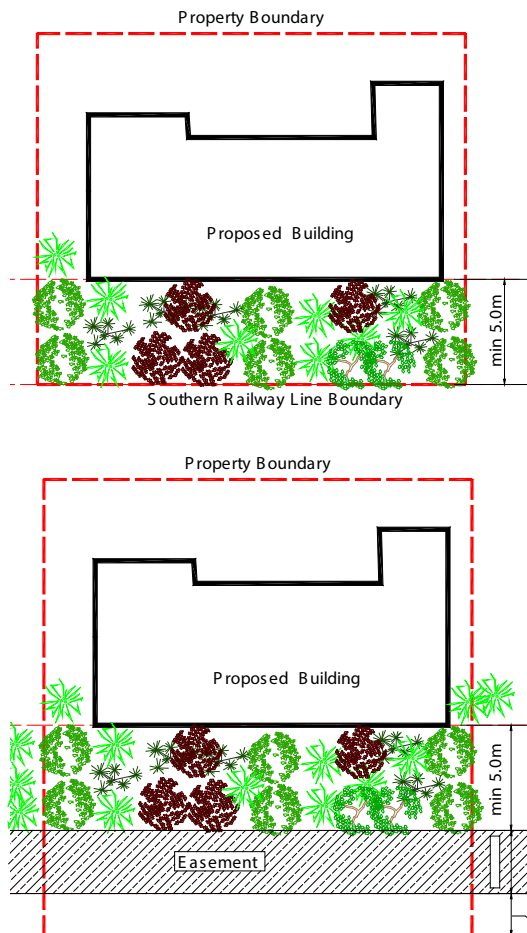 Property Boundary
Proposed Building
min 5.0m
Southern Railway Line Boundary
Property Boundary
Proposed Building
min 5.0m
Easement